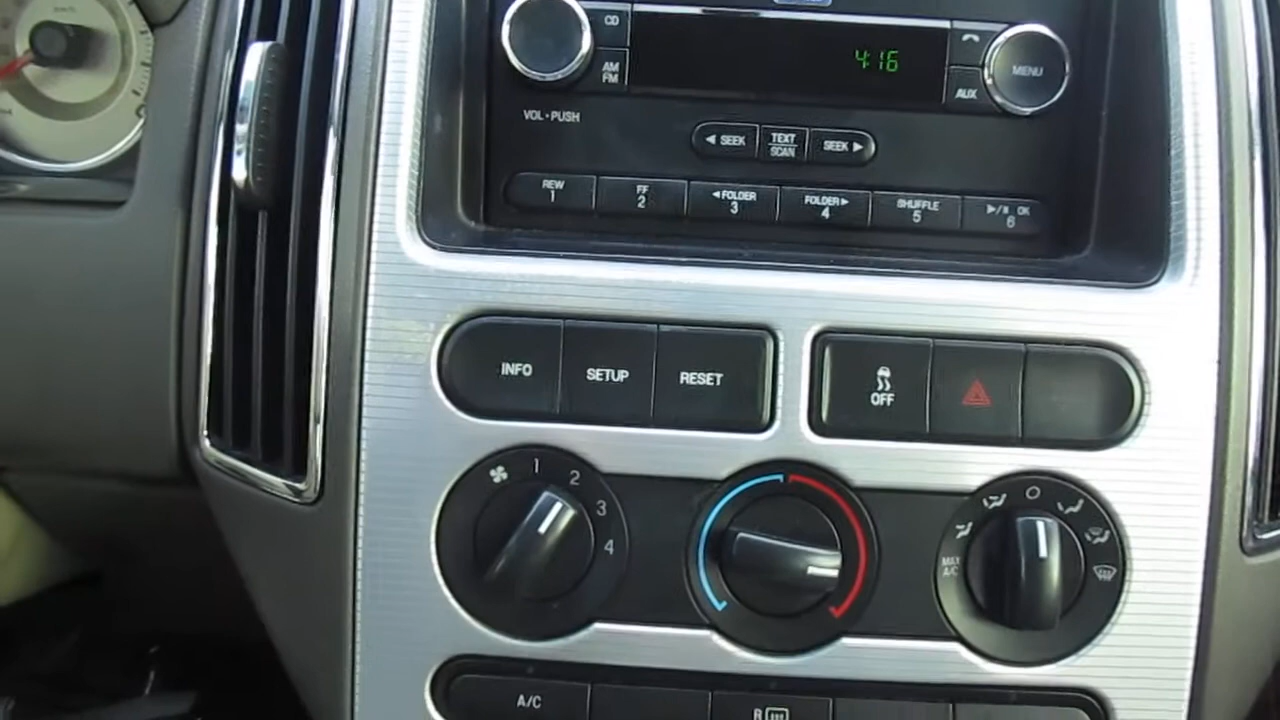 CD
4:16
AM
FM
MENU
AUX
VOL • PUSH
◄ SEEK
TEXT
SCAN
SEEK ►
REW
1
FF
2
◄FOLDER
3
FOLDER►
4
SHUFFLE
5
►/II OK
6
INFO
SETUP
RESET
OFF
1
2
3
4
MAX
A/C
A/C
R